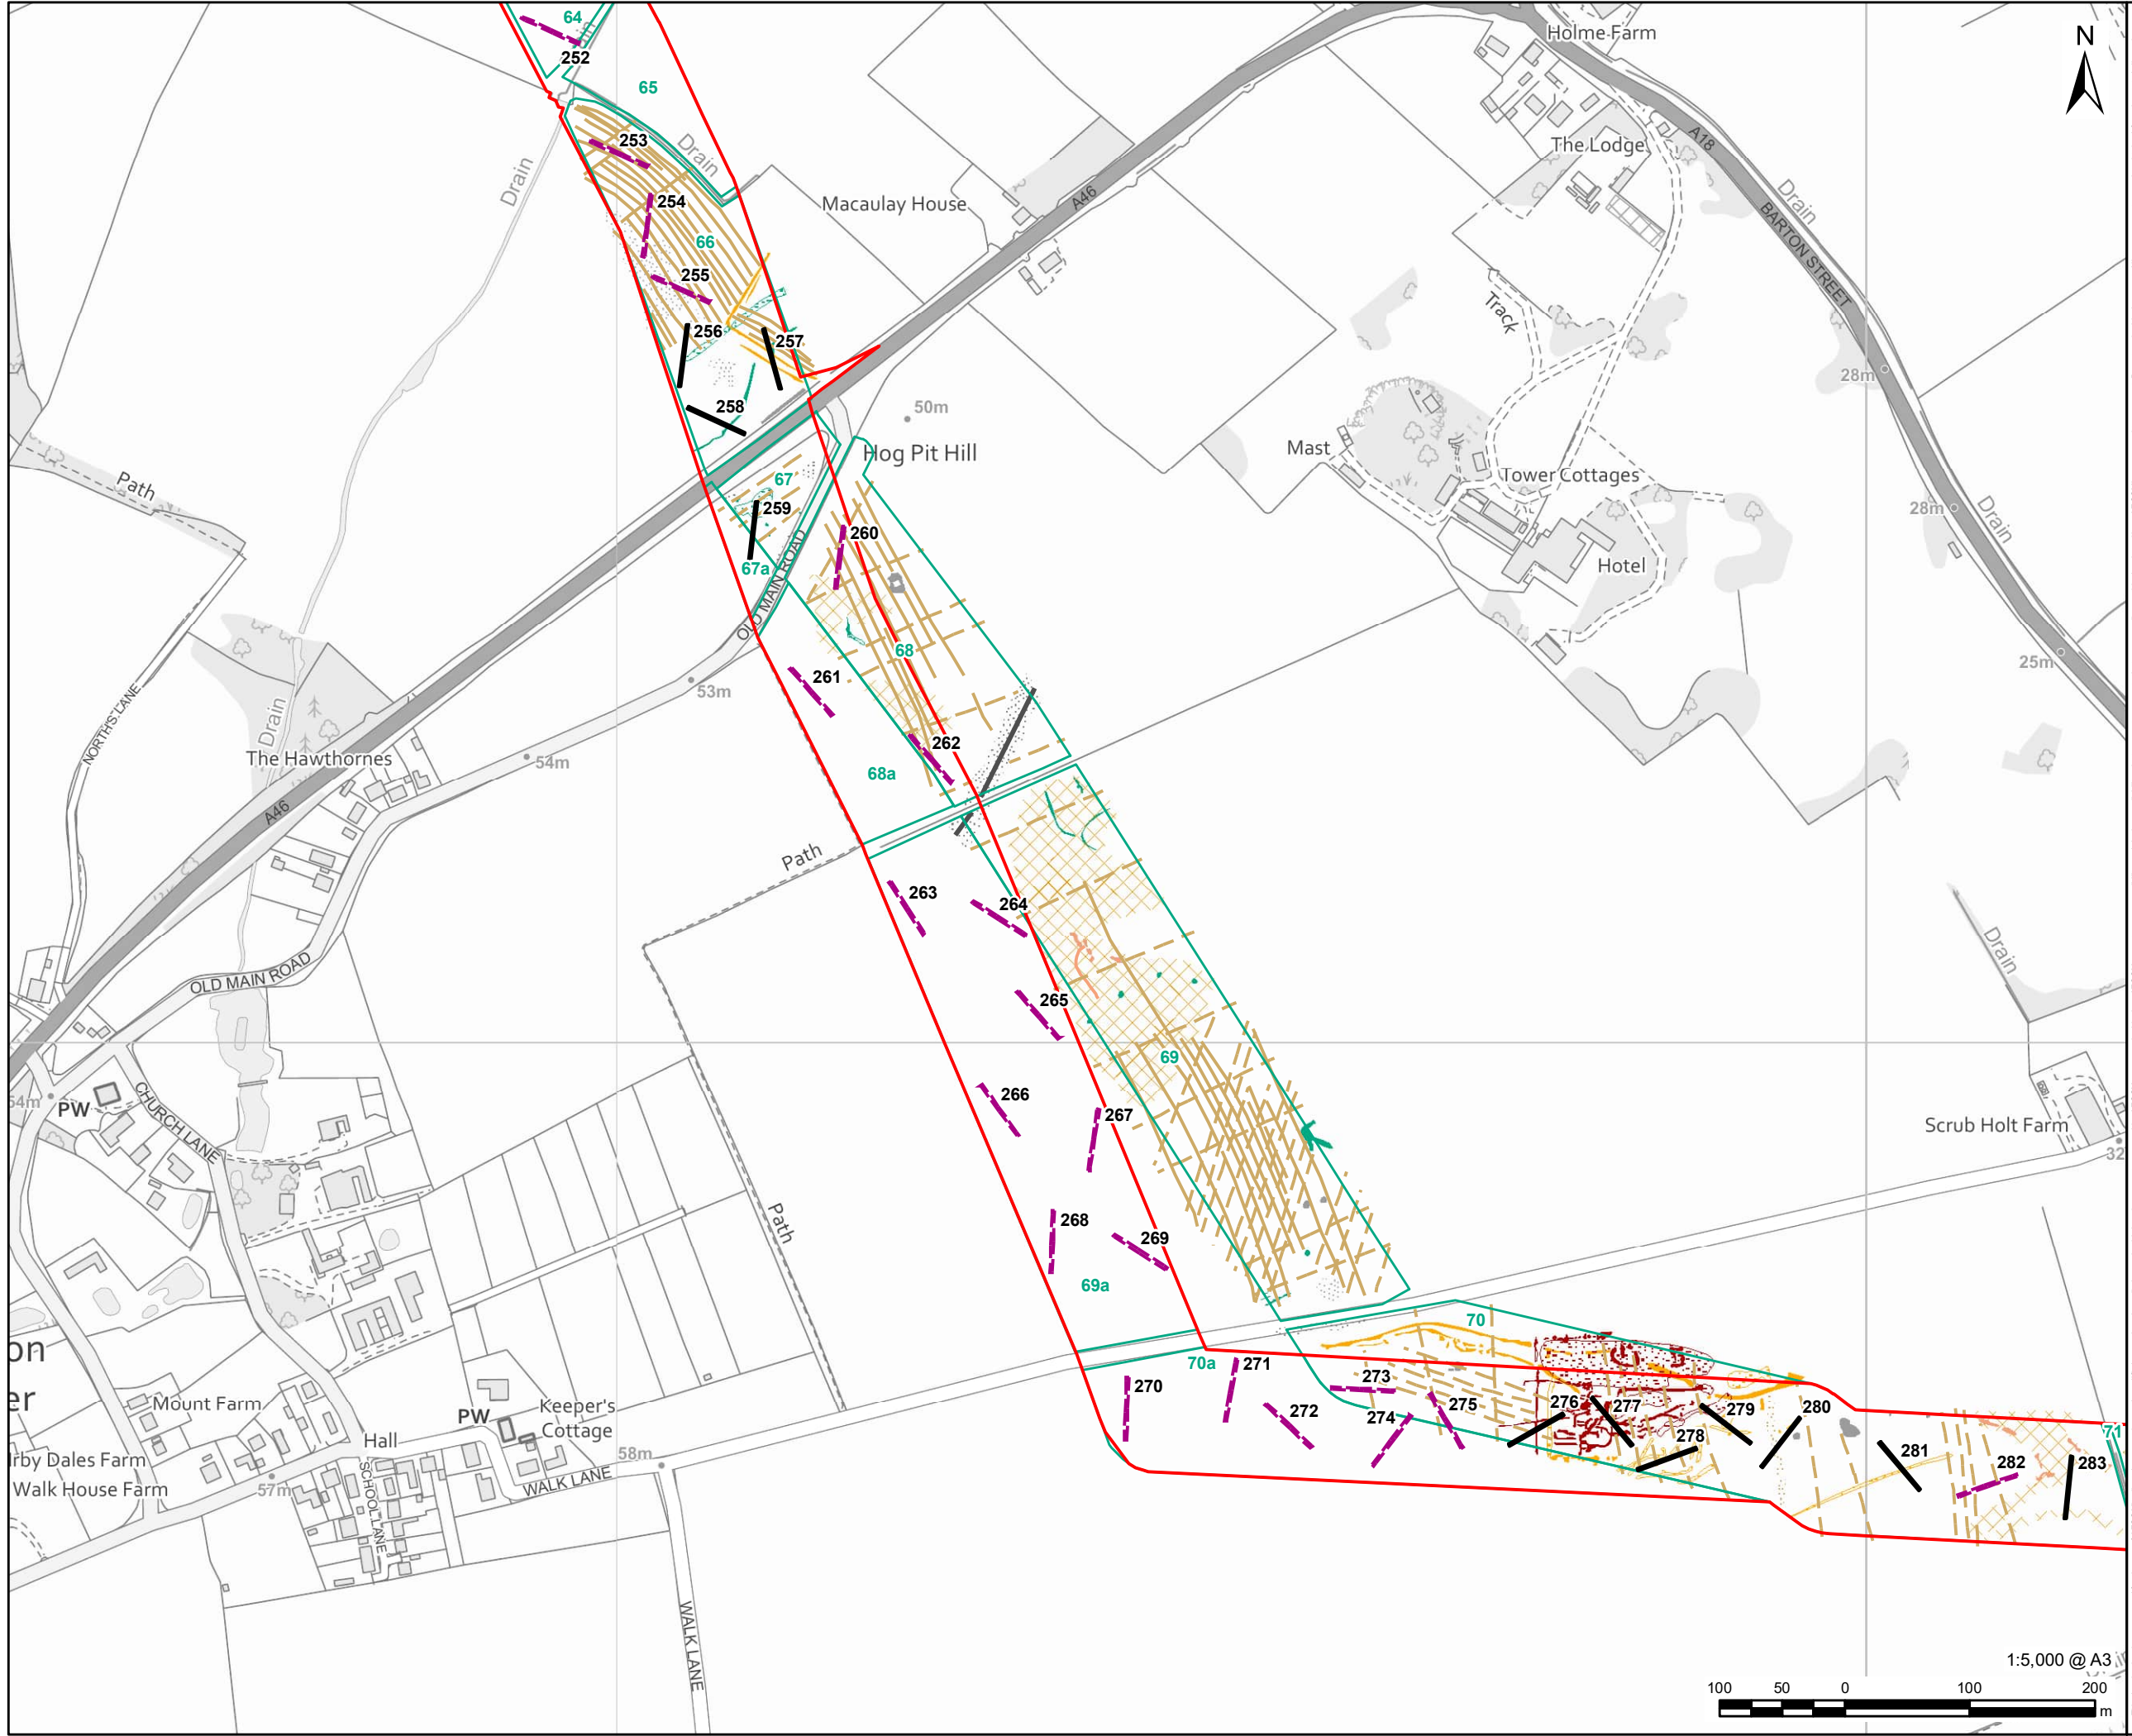 64
252
65
Holme Farm
N
253
Drain
The Lodge
A18
Drain
254
Drain
Macaulay House
A46
BARTON STREET
66
255
Track
256
257
28m
258
50m
Hog Pit Hill
Mast
Tower Cottages
Path
67
259
28m
Drain
260
67a
Hotel
OLD MAIN ROAD
68
25m
261
53m
NORTH'S LANE
Drain
262
The Hawthornes
54m
68a
A46
Path
263
264
Drain
OLD MAIN ROAD
265
69
54m
PW
CHURCH LANE
266
267
Scrub Holt Farm
32
Path
268
269
69a
70
on
70a
271
er
270
273
Mount Farm
PW
Keeper's
Cottage
272
274
275
276
277
279
280
71
Hall
278
281
283
282
irby Dales Farm
58m
Walk House Farm
57m
SCHOOL LANE
WALK LANE
WALK LANE
1:5,000 @ A3
100 50 0 100 200
m